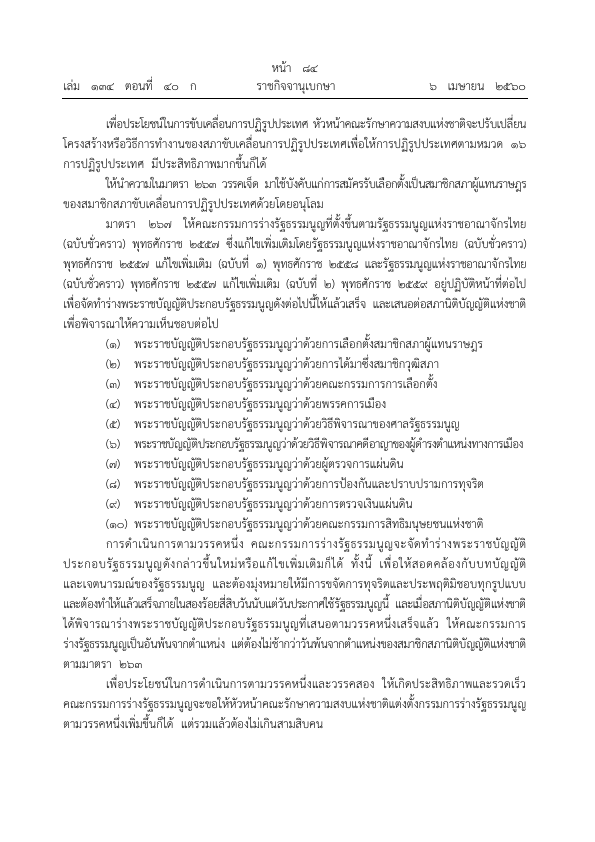 หน้า ๘๔
เล่ม ๑๓๔ ตอนที่ ๔๐ ก ราชกิจจานุเบกษา ๖ เมษายน ๒๕๖๐
เพื่อประโยชน์ในการขับเคลื่อนการปฏิรูปประเทศ หัวหน้าคณะรักษาความสงบแห่งชาติจะปรับเปลี่ยน
โครงสร้างหรือวิธีการทำงานของสภาขับเคลื่อนการปฏิรูปประเทศเพื่อให้การปฏิรูปประเทศตามหมวด ๑๖
การปฏิรูปประเทศ มีประสิทธิภาพมากขึ้นก็ได้
ให้นำความในมาตรา ๒๖๓ วรรคเจ็ด มาใช้บังคับแก่การสมัครรับเลือกตั้งเป็นสมาชิกสภาผู้แทนราษฎร
ของสมาชิกสภาขับเคลื่อนการปฏิรูปประเทศด้วยโดยอนุโลม
มาตรา ๒๖๗ ให้คณะกรรมการร่างรัฐธรรมนูญที่ตั้งขึ้นตามรัฐธรรมนูญแห่งราชอาณาจักรไทย
(ฉบับชั่วคราว) พุทธศักราช ๒๕๕๗ ซึ่งแก้ไขเพิ่มเติมโดยรัฐธรรมนูญแห่งราชอาณาจักรไทย (ฉบับชั่วคราว)
พุทธศักราช ๒๕๕๗ แก้ไขเพิ่มเติม (ฉบับที่ ๑) พุทธศักราช ๒๕๕๘ และรัฐธรรมนูญแห่งราชอาณาจักรไทย
(ฉบับชั่วคราว) พุทธศักราช ๒๕๕๗ แก้ไขเพิ่มเติม (ฉบับที่ ๒) พุทธศักราช ๒๕๕๙ อยู่ปฏิบัติหน้าที่ต่อไป
เพื่อจัดทำร่างพระราชบัญญัติประกอบรัฐธรรมนูญดังต่อไปนี้ให้แล้วเสร็จ และเสนอต่อสภานิติบัญญัติแห่งชาติ
เพื่อพิจารณาให้ความเห็นชอบต่อไป
(๑) พระราชบัญญัติประกอบรัฐธรรมนูญว่าด้วยการเลือกตั้งสมาชิกสภาผู้แทนราษฎร
(๒) พระราชบัญญัติประกอบรัฐธรรมนูญว่าด้วยการได้มาซึ่งสมาชิกวุฒิสภา
(๓) พระราชบัญญัติประกอบรัฐธรรมนูญว่าด้วยคณะกรรมการการเลือกตั้ง
(๔) พระราชบัญญัติประกอบรัฐธรรมนูญว่าด้วยพรรคการเมือง
(๕) พระราชบัญญัติประกอบรัฐธรรมนูญว่าด้วยวิธีพิจารณาของศาลรัฐธรรมนูญ
(๖) พระราชบัญญัติประกอบรัฐธรรมนูญว่าด้วยวิธีพิจารณาคดีอาญาของผู้ดำรงตำแหน่งทางการเมือง
(๗) พระราชบัญญัติประกอบรัฐธรรมนูญว่าด้วยผู้ตรวจการแผ่นดิน
(๘) พระราชบัญญัติประกอบรัฐธรรมนูญว่าด้วยการป้องกันและปราบปรามการทุจริต
(๙) พระราชบัญญัติประกอบรัฐธรรมนูญว่าด้วยการตรวจเงินแผ่นดิน
(๑๐) พระราชบัญญัติประกอบรัฐธรรมนูญว่าด้วยคณะกรรมการสิทธิมนุษยชนแห่งชาติ
การดำเนินการตามวรรคหนึ่ง คณะกรรมการร่างรัฐธรรมนูญจะจัดทำร่างพระราชบัญญัติ
ประกอบรัฐธรรมนูญดังกล่าวขึ้นใหม่หรือแก้ไขเพิ่มเติมก็ได้ ทั้งนี้ เพื่อให้สอดคล้องกับบทบัญญัติ
และเจตนารมณ์ของรัฐธรรมนูญ และต้องมุ่งหมายให้มีการขจัดการทุจริตและประพฤติมิชอบทุกรูปแบบ
และต้องทำให้แล้วเสร็จภายในสองร้อยสี่สิบวันนับแต่วันประกาศใช้รัฐธรรมนูญนี้ และเมื่อสภานิติบัญญัติแห่งชาติ
ได้พิจารณาร่างพระราชบัญญัติประกอบรัฐธรรมนูญที่เสนอตามวรรคหนึ่งเสร็จแล้ว ให้คณะกรรมการ
ร่างรัฐธรรมนูญเป็นอันพ้นจากตำแหน่ง แต่ต้องไม่ช้ากว่าวันพ้นจากตำแหน่งของสมาชิกสภานิติบัญญัติแห่งชาติ
ตามมาตรา ๒๖๓
เพื่อประโยชน์ในการดำเนินการตามวรรคหนึ่งและวรรคสอง ให้เกิดประสิทธิภาพและรวดเร็ว
คณะกรรมการร่างรัฐธรรมนูญจะขอให้หัวหน้าคณะรักษาความสงบแห่งชาติแต่งตั้งกรรมการร่างรัฐธรรมนูญ
ตามวรรคหนึ่งเพิ่มขึ้นก็ได้ แต่รวมแล้วต้องไม่เกินสามสิบคน